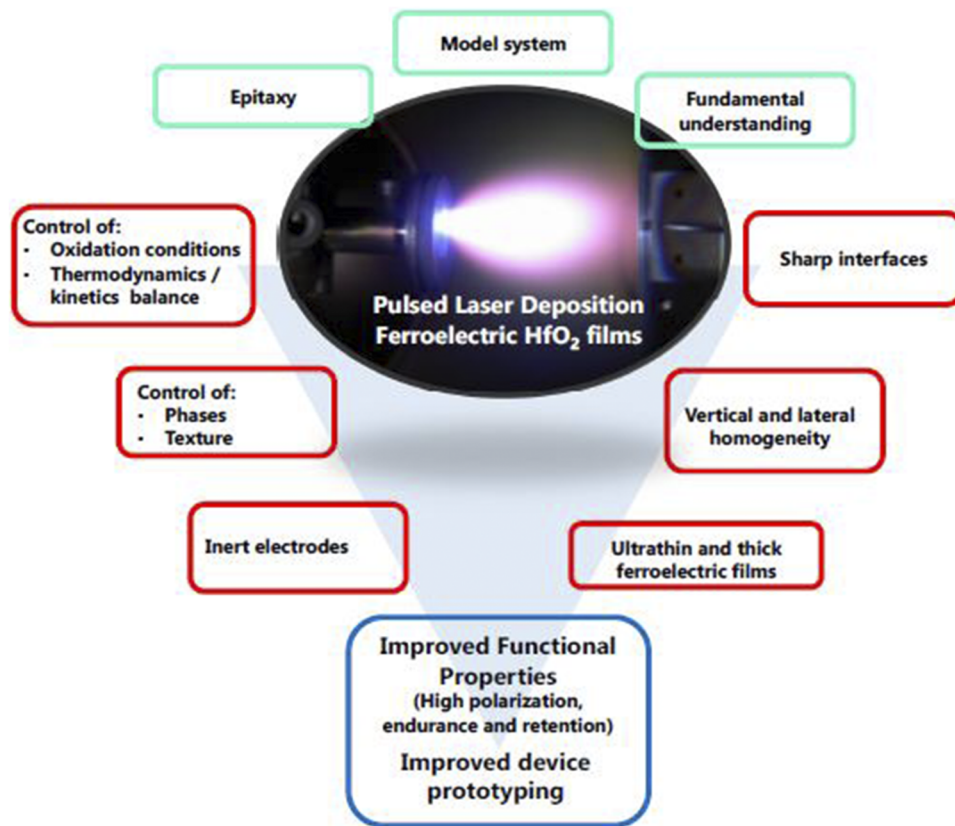 Model system
Epitaxy
Fundamental
understanding
Control of:
· Oxidation conditions
· Thermodynamics /
kinetics balance
Sharp interfaces
Pulsed Laser Deposition
Ferroelectric HfO₂ films
Control of:
· Phases
· Texture
Vertical and lateral
homogeneity
Inert electrodes
Ultrathin and thick
ferroelectric films
Improved Functional
Properties
(High polarization,
endurance and retention)
Improved device
prototyping